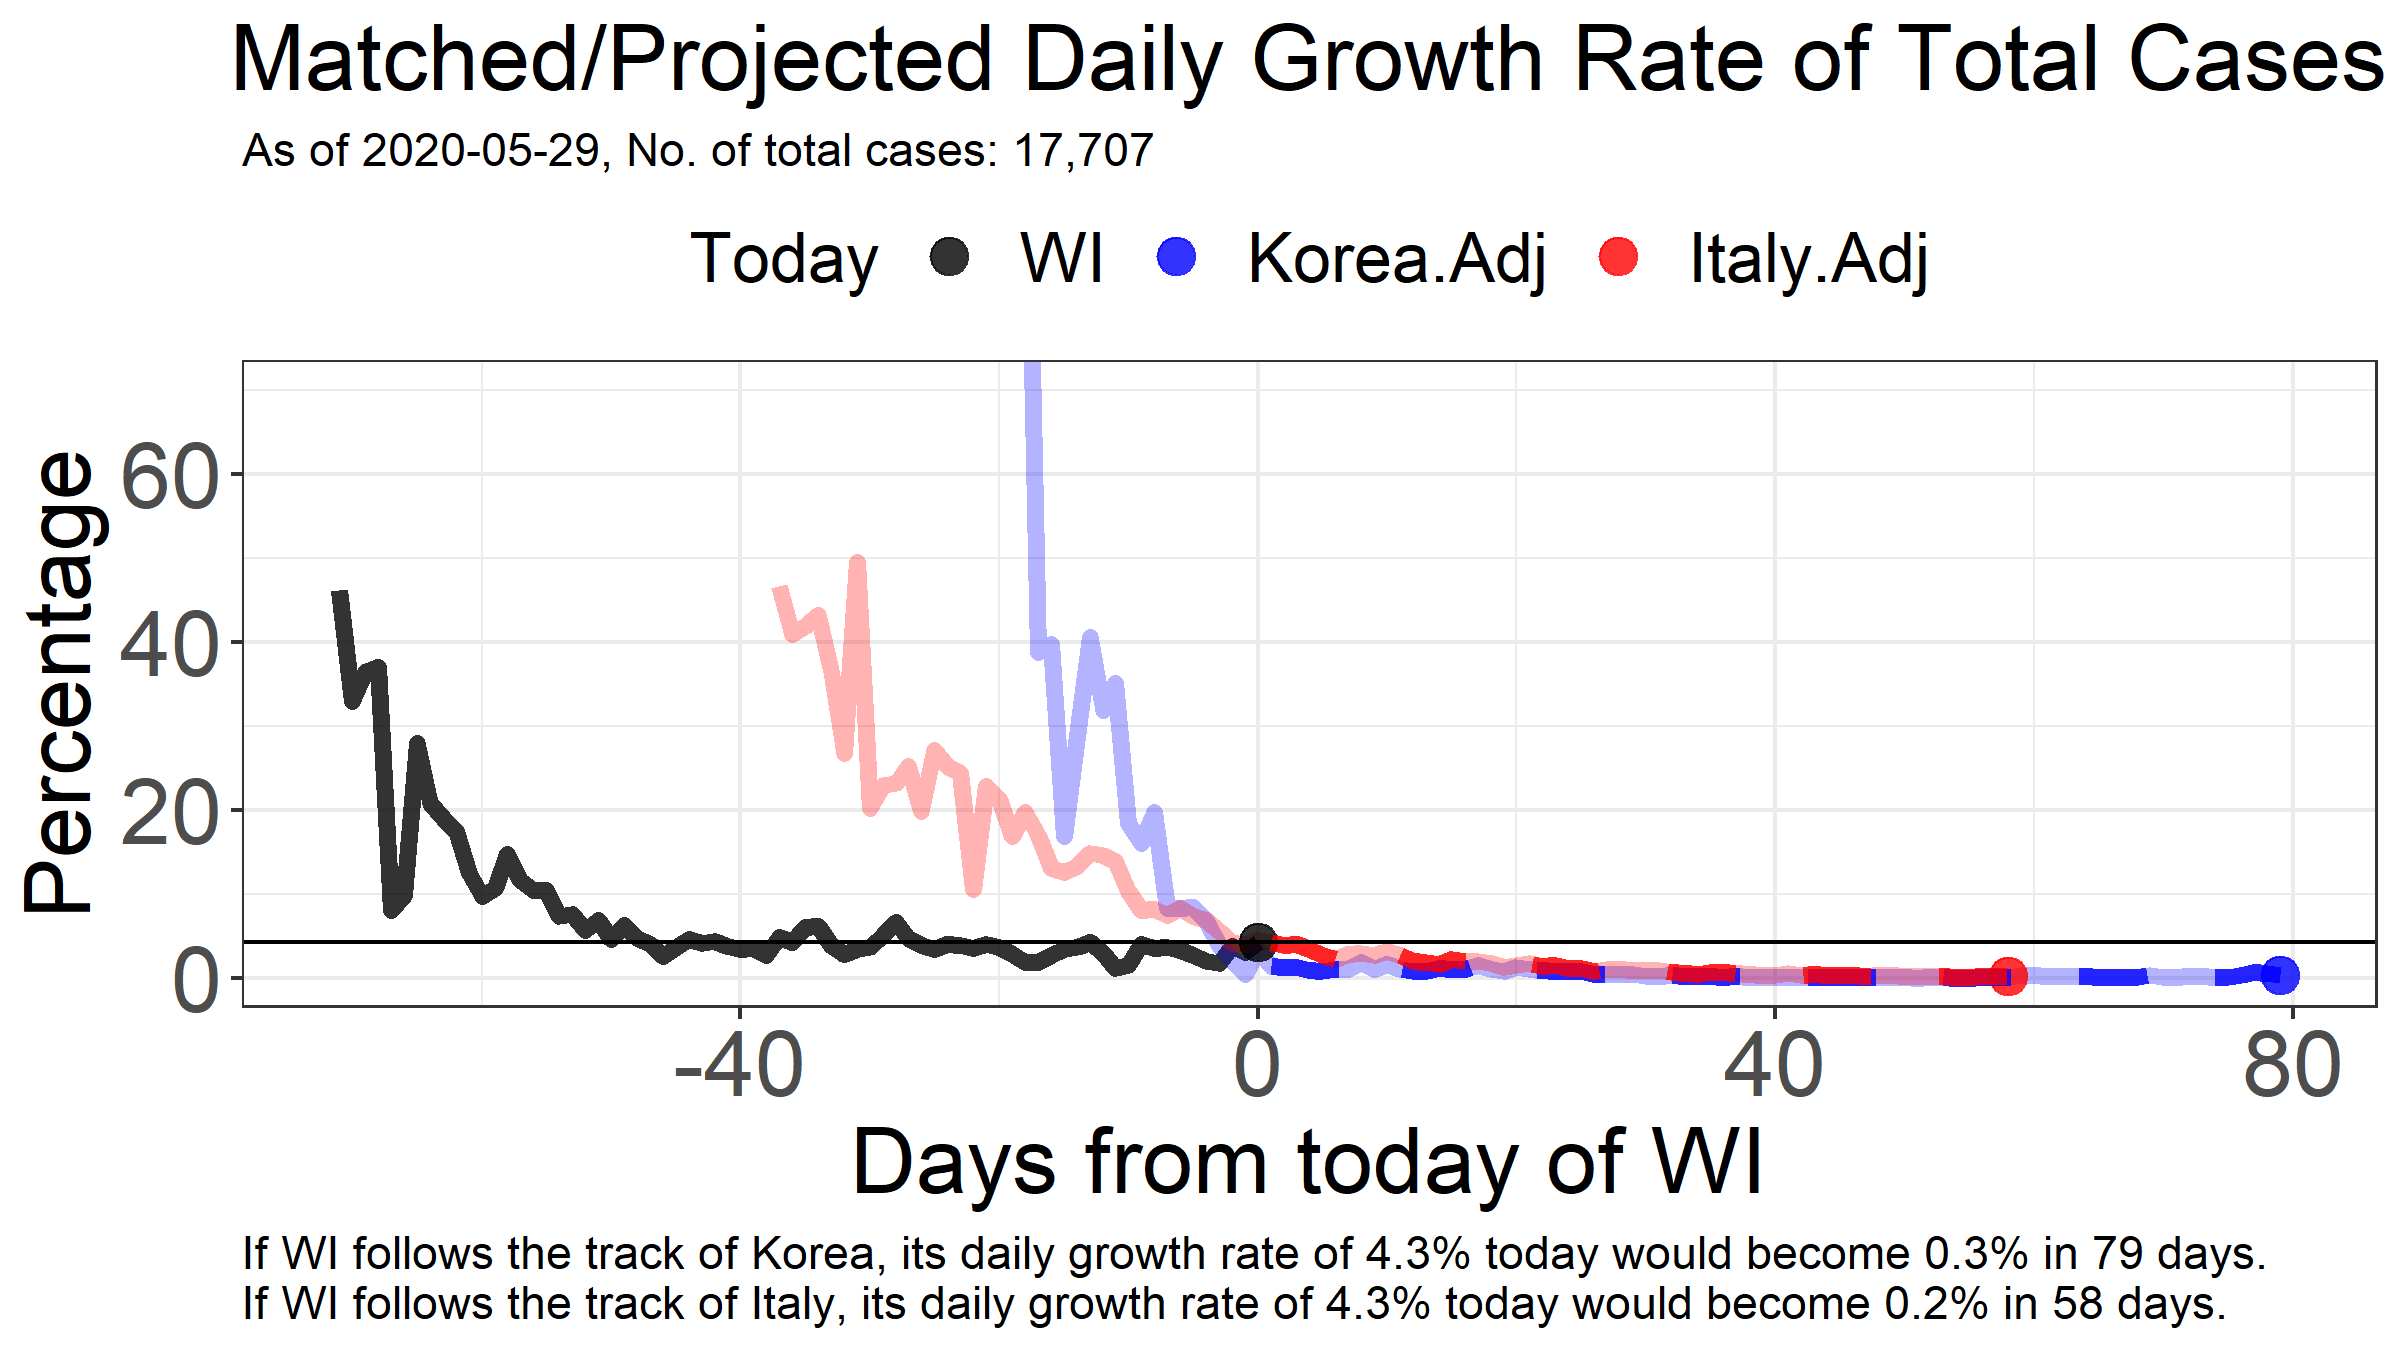 Matched/Projected Daily Growth Rate of Total Cases
As of 2020-05-29, No. of total cases: 17,707
Today WI Korea.Adj Italy.Adj
Percentage
60
40
20
0
-40 0 40 80
Days from today of WI
If WI follows the track of Korea, its daily growth rate of 4.3% today would become 0.3% in 79 days.
If WI follows the track of Italy, its daily growth rate of 4.3% today would become 0.2% in 58 days.